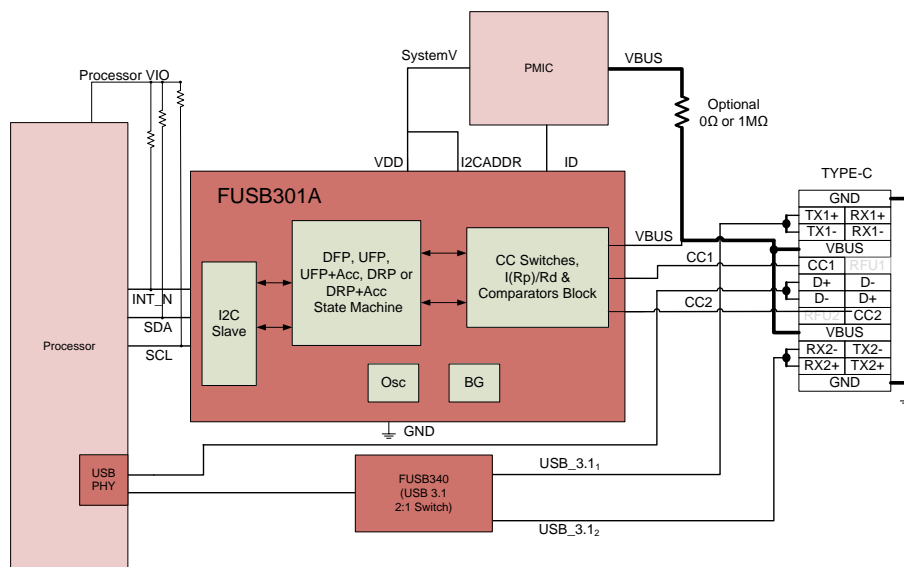 SystemV
PMIC
VBUS
Processor VIO
Optional
0Ω or 1MΩ
VDD
I2CADDR
ID
TYPE-C
FUSB301A
GND
TX1+ RX1+
TX1- RX1-
VBUS
CC1 RFU1
D+ D-
D- D+
RFU2 CC2
VBUS
RX2- TX2-
RX2+ TX2+
GND
VBUS
CC1
CC2
DFP, UFP,
UFP+Acc, DRP or
DRP+Acc
State Machine
CC Switches,
I(Rp)/Rd &
Comparators Block
I2C
Slave
INT_N
SDA
SCL
Processor
Osc
BG
GND
USB
PHY
FUSB340
(USB 3.1
2:1 Switch)
USB_3.1₁
USB_3.1₂